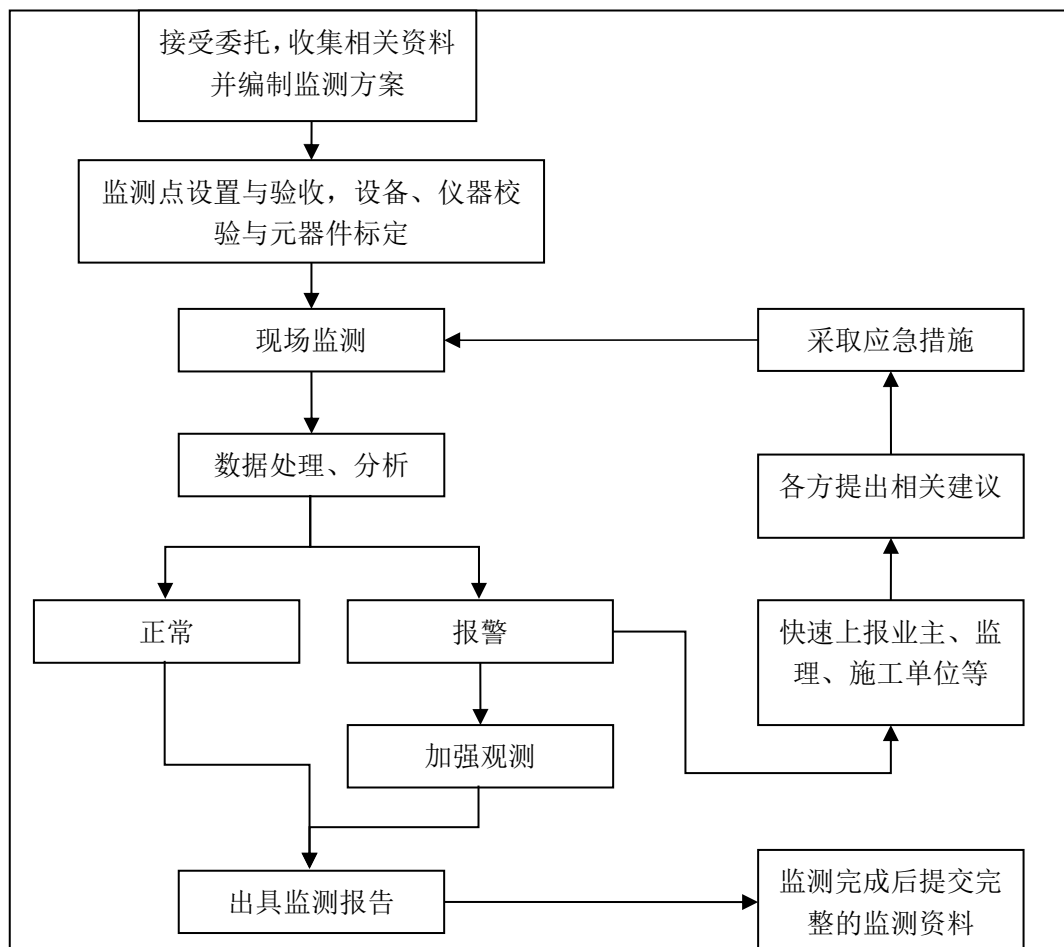 接受委托，收集相关资料
并编制监测方案
监测点设置与验收，设备、仪器校
验与元器件标定
现场监测
采取应急措施
数据处理、分析
各方提出相关建议
正常
报警
快速上报业主、监
理、施工单位等
加强观测
出具监测报告
监测完成后提交完
整的监测资料